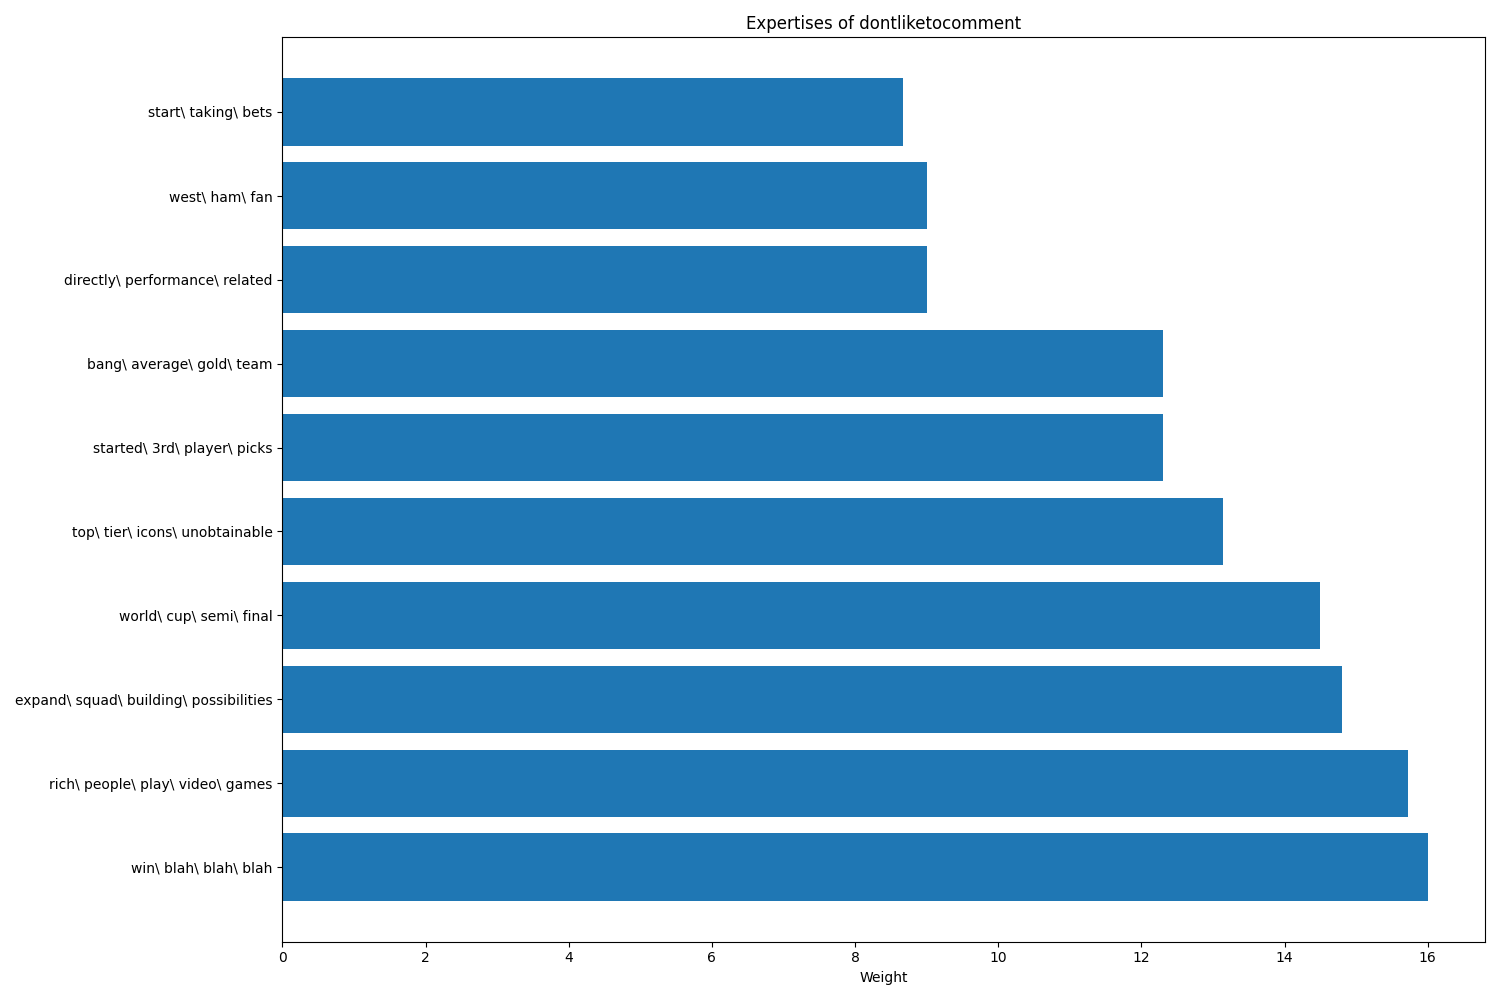 Expertises of dontliketocomment
start\ taking\ bets
west\ ham\ fan
directly\ performance\ related
bang\ average\ gold\ team
started\ 3rd\ player\ picks
top\ tier\ icons\ unobtainable
world\ cup\ semi\ final
expand\ squad\ building\ possibilities
rich\ people\ play\ video\ games
win\ blah\ blah\ blah
0 2 4 6 8 10 12 14 16
Weight